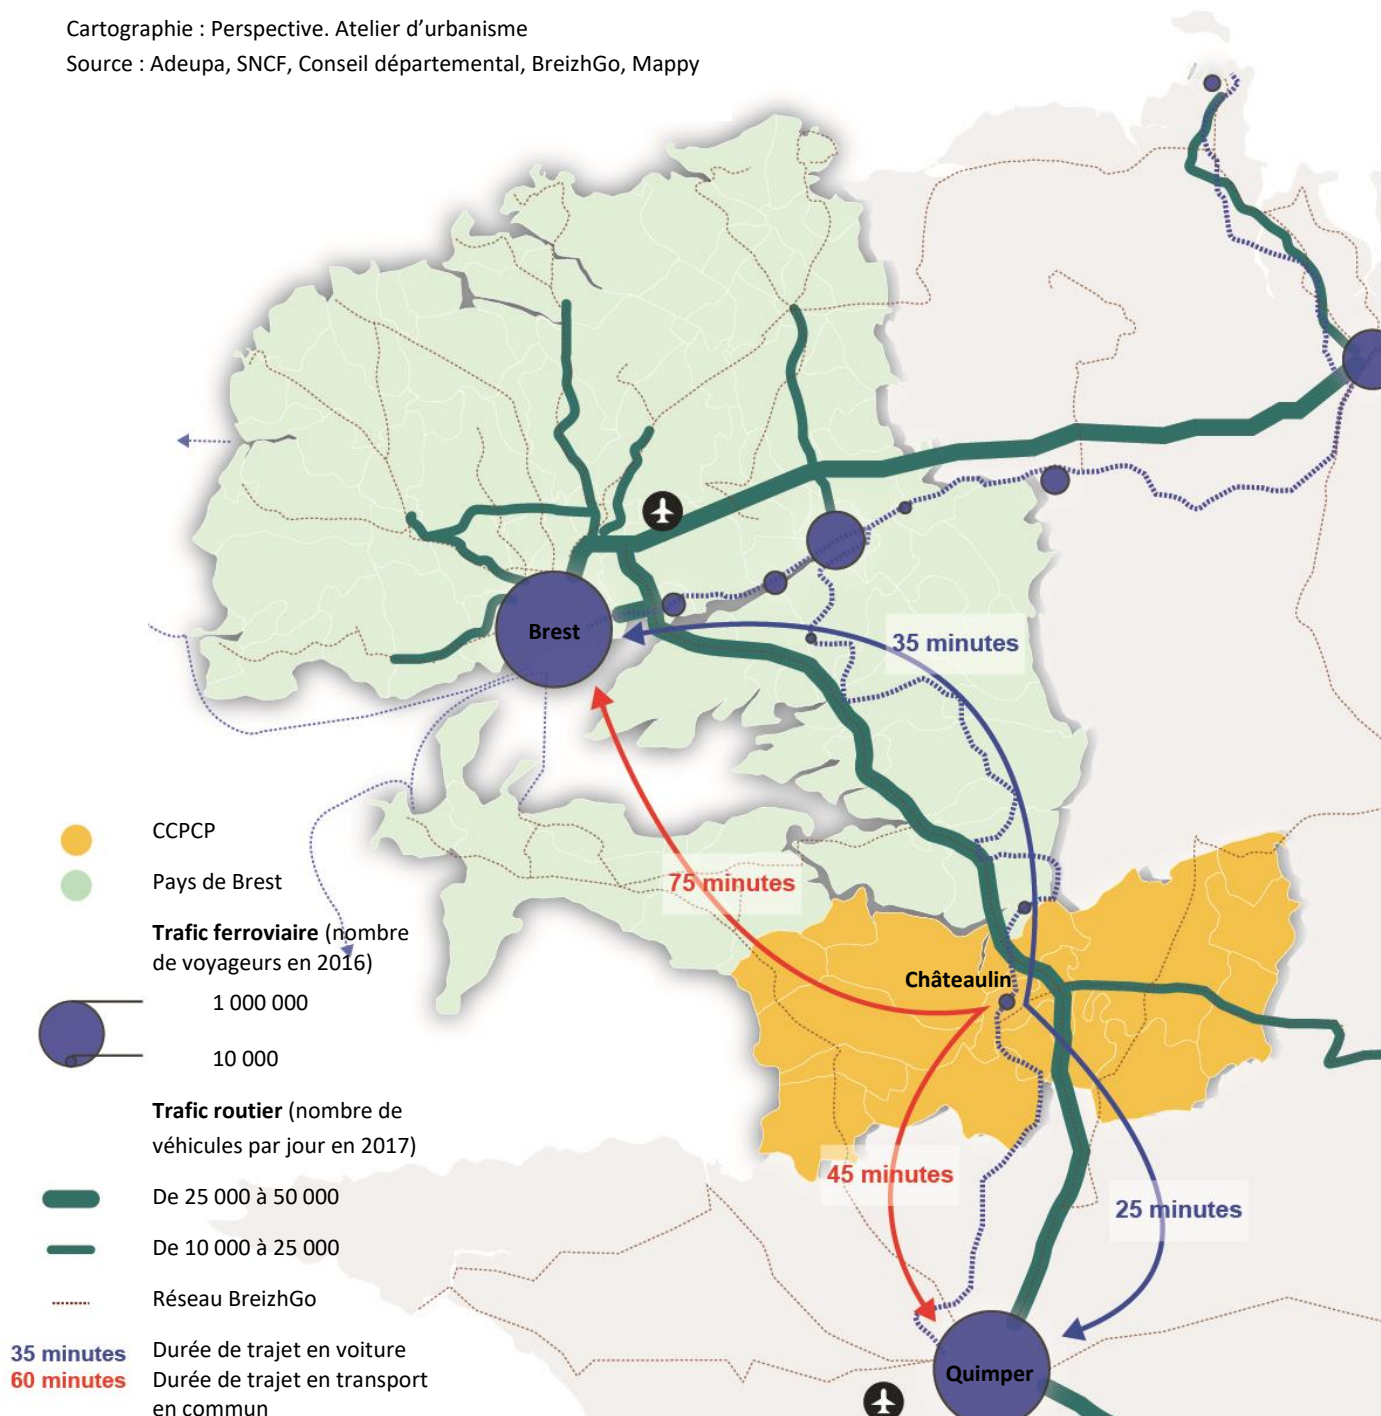 Cartographie : Perspective. Atelier d’urbanisme
Source : Adeupa, SNCF, Conseil départemental, BreizhGo, Mappy
Brest
35 minutes
75 minutes
Châteaulin
45 minutes
25 minutes
Quimper
CCPCP
Pays de Brest
Trafic ferroviaire (nombre
de voyageurs en 2016)
1 000 000
10 000
Trafic routier (nombre de
véhicules par jour en 2017)
De 25 000 à 50 000
De 10 000 à 25 000
Réseau BreizhGo
35 minutes Durée de trajet en voiture
60 minutes Durée de trajet en transport
en commun